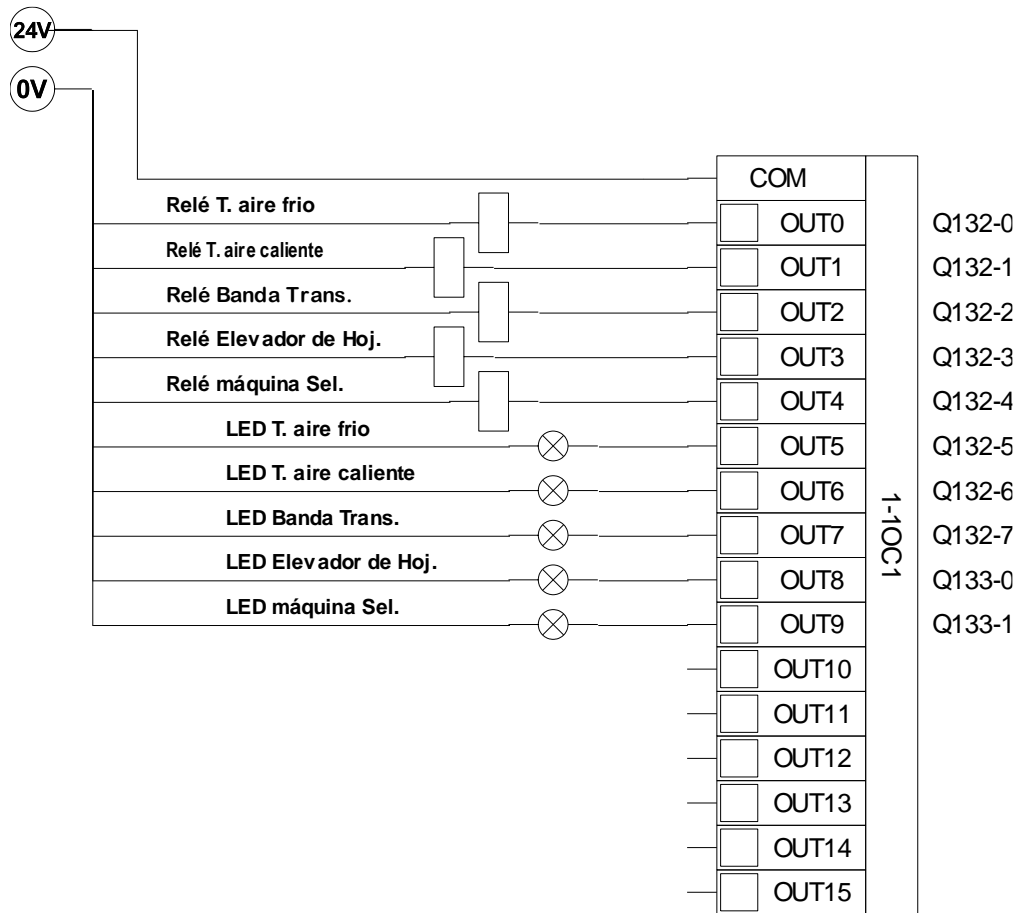 24V
0V
COM
Relé T. aire frio
OUT0
Q132-0
Relé T. aire caliente
OUT1
Q132-1
Relé Banda Trans.
OUT2
Q132-2
Relé Elevador de Hoj.
OUT3
Q132-3
Relé máquina Sel.
OUT4
Q132-4
LED T. aire frio
OUT5
Q132-5
LED T. aire caliente
OUT6
Q132-6
LED Banda Trans.
OUT7
Q132-7
LED Elevador de Hoj.
OUT8
Q133-0
LED máquina Sel.
OUT9
Q133-1
OUT10
OUT11
OUT12
OUT13
OUT14
OUT15
1-1OC1